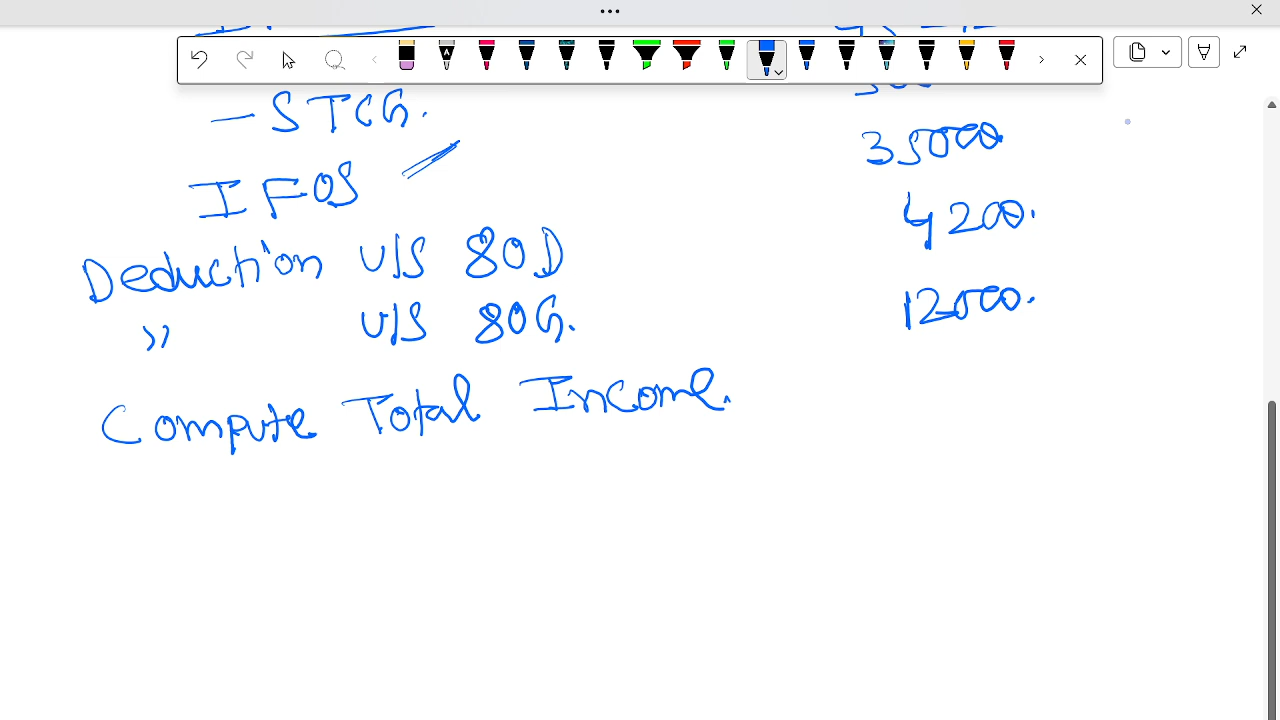 - STCG.
IFOS 35000
Deduction U/S 80D 4200.
" U/S 80G. 12000.
Compute Total Income.